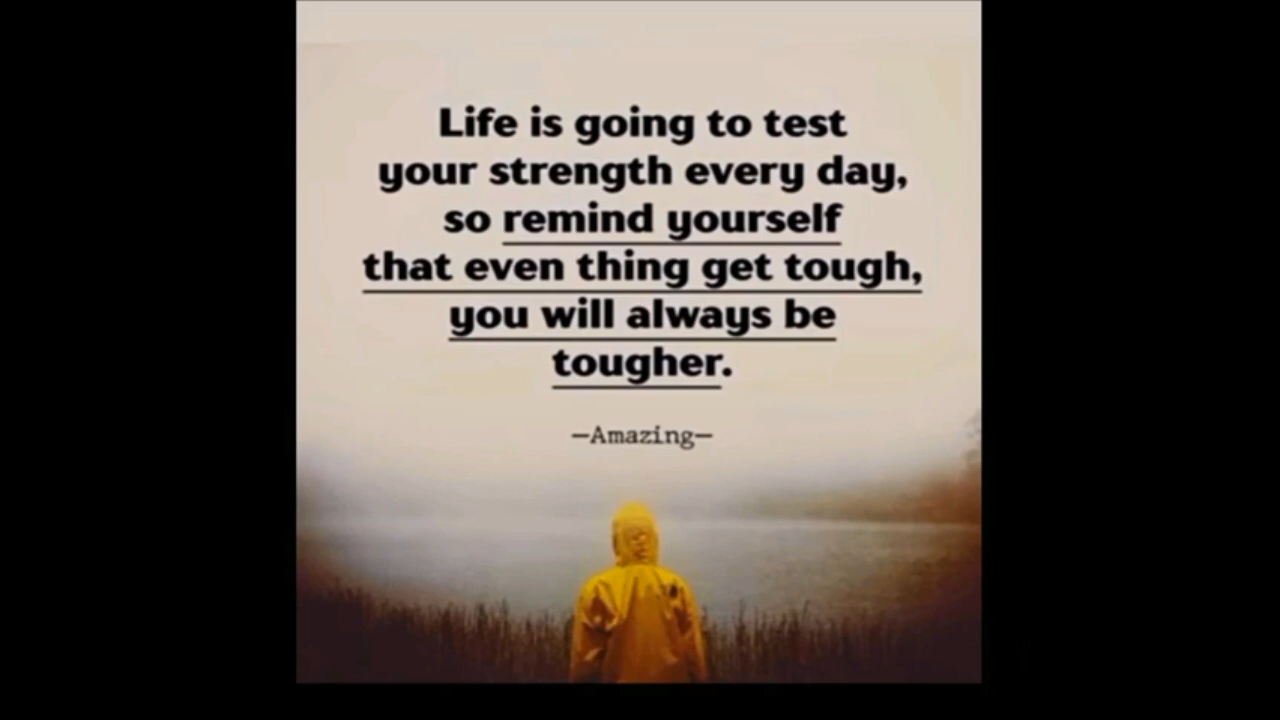 Life is going to test
your strength every day,
so remind yourself
that even thing get tough,
you will always be
tougher.
—Amazing—